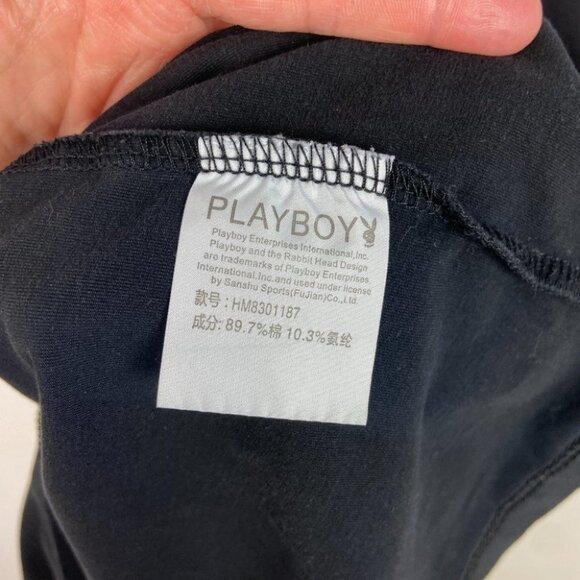 PLAYBOY
Playboy Enterprises International,Inc.
Playboy and the Rabbit Head Design
are trademarks of Playboy Enterprises
International,Inc.and used under license
by Sanshu Sports(FuJian)Co.,Ltd.
款号：HM8301187
成分：89.7%棉 10.3%氨纶